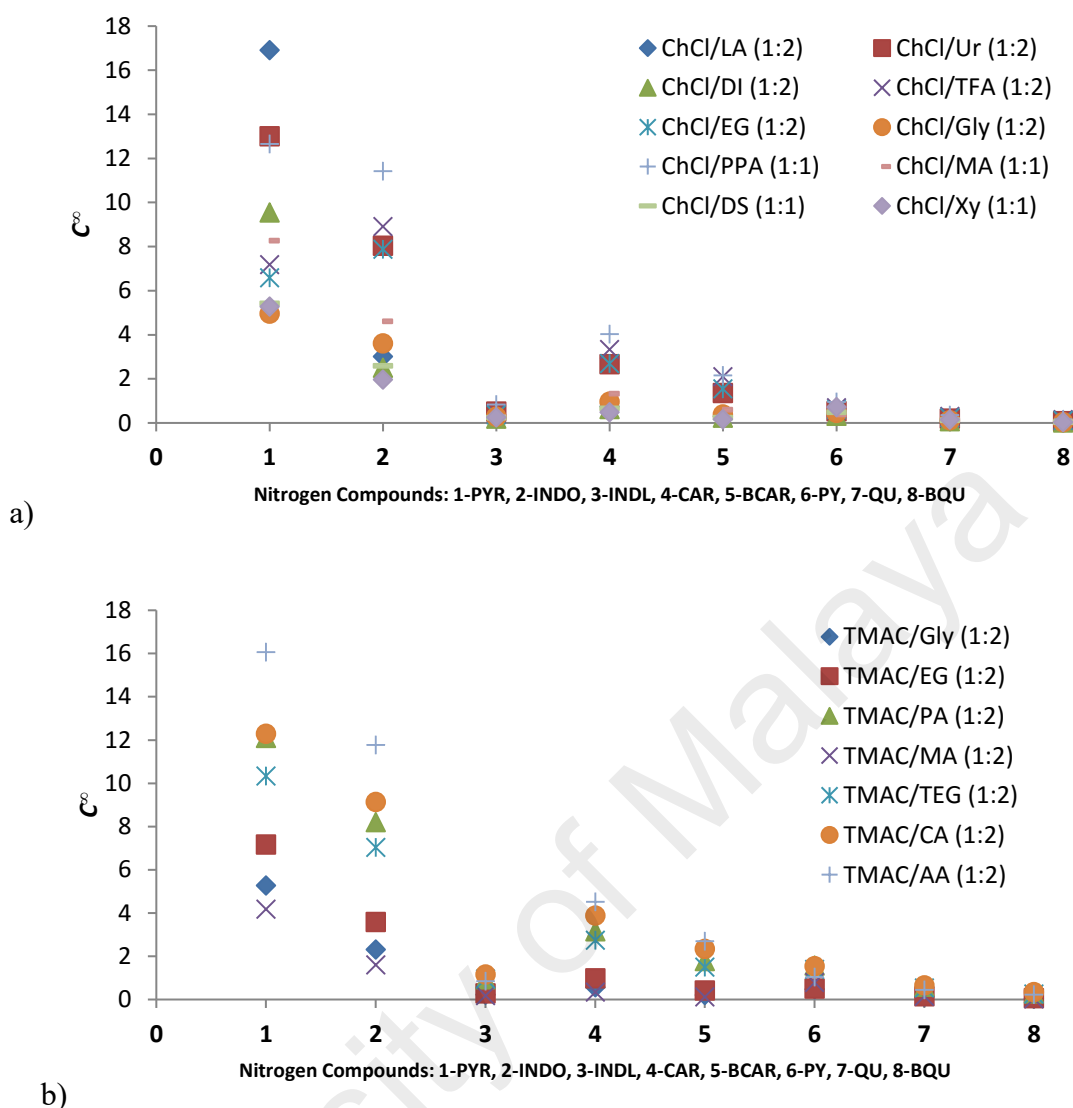 18
16
14
12
10
8
6
4
2
0
C∞
ChCl/LA (1:2) ChCl/Ur (1:2)
ChCl/DI (1:2) ChCl/TFA (1:2)
ChCl/EG (1:2) ChCl/Gly (1:2)
ChCl/PPA (1:1) ChCl/MA (1:1)
ChCl/DS (1:1) ChCl/Xy (1:1)
0 1 2 3 4 5 6 7 8
Nitrogen Compounds: 1-PYR, 2-INDO, 3-INDL, 4-CAR, 5-BCAR, 6-PY, 7-QU, 8-BQU
a)
18
16
14
12
10
8
6
4
2
0
C∞
TMAC/Gly (1:2)
TMAC/EG (1:2)
TMAC/PA (1:2)
TMAC/MA (1:2)
TMAC/TEG (1:2)
TMAC/CA (1:2)
TMAC/AA (1:2)
0 1 2 3 4 5 6 7 8
Nitrogen Compounds: 1-PYR, 2-INDO, 3-INDL, 4-CAR, 5-BCAR, 6-PY, 7-QU, 8-BQU
b)
sity of Malaya